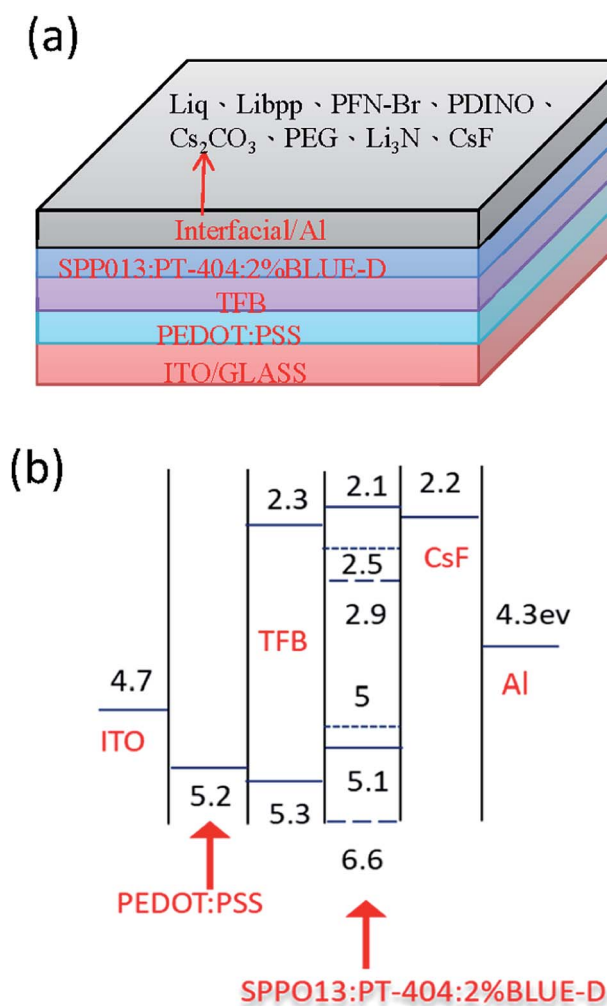 (a)
Liq、Libpp、PFN-Br、PDINO、
Cs₂CO₃、PEG、Li₃N、CsF
Interfacial/Al
SPP013:PT-404:2%BLUE-D
TFB
PEDOT:PSS
ITO/GLASS
(b)
2.3
2.1
2.2
2.5
CsF
2.9
4.3ev
TFB
4.7
5
Al
ITO
5.2
5.3
5.1
6.6
PEDOT:PSS
SPPO13:PT-404:2%BLUE-D